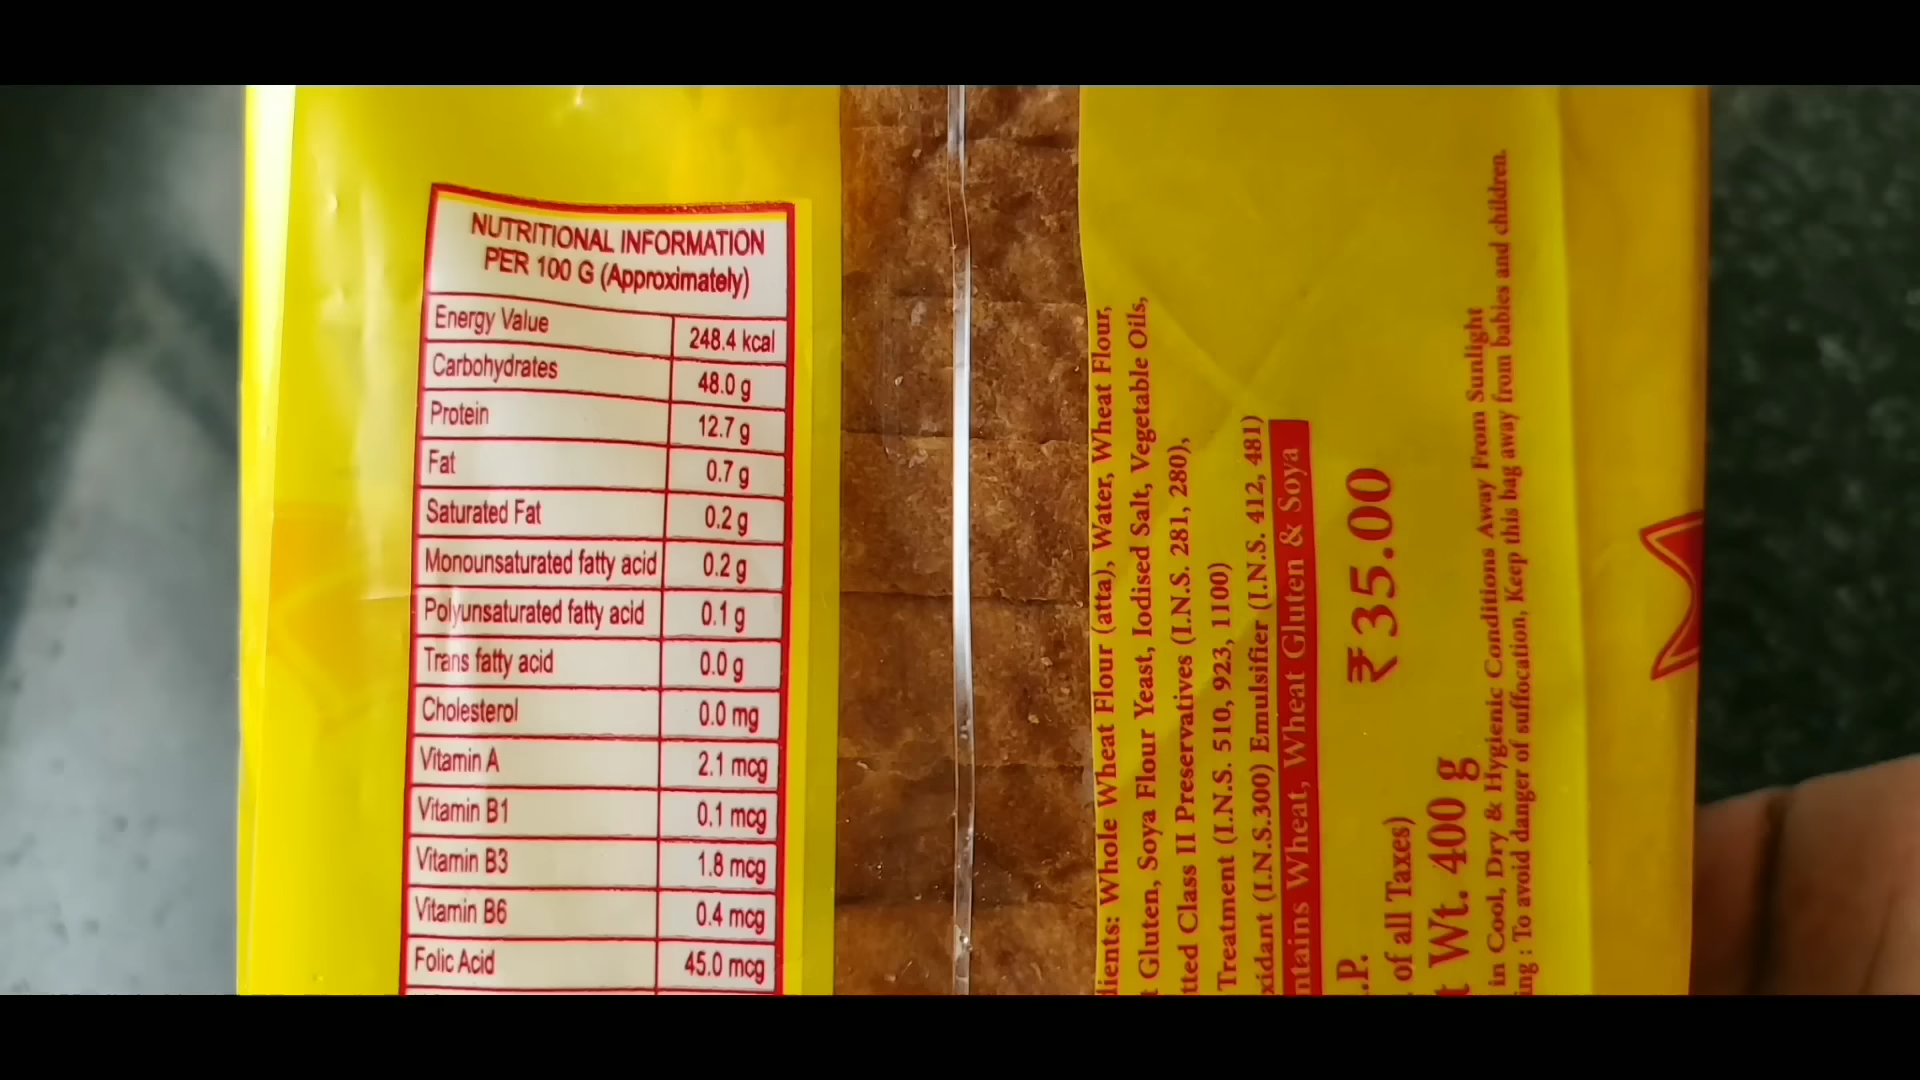 NUTRITIONAL INFORMATION
PER 100 G (Approximately)
Energy Value 248.4 kcal
Carbohydrates 48.0 g
Protein 12.7 g
Fat 0.7 g
Saturated Fat 0.2 g
Monounsaturated fatty acid 0.2 g
Polyunsaturated fatty acid 0.1 g
Trans fatty acid 0.0 g
Cholesterol 0.0 mg
Vitamin A 2.1 mcg
Vitamin B1 0.1 mcg
Vitamin B3 1.8 mcg
Vitamin B6 0.4 mcg
Folic Acid 45.0 mcg
lients: Whole Wheat Flour (atta), Water, Wheat Flour,
t Gluten, Soya Flour Yeast, Iodised Salt, Vegetable Oils,
tted Class II Preservatives (I.N.S. 281, 280),
Treatment (I.N.S. 510, 923, 1100)
xidant (I.N.S.300) Emulsifier (I.N.S. 412, 481)
ntains Wheat, Wheat Gluten & Soya
.P. ₹ 35.00
of all Taxes)
t Wt. 400 g
in Cool, Dry & Hygienic Conditions Away From Sunlight
ing : To avoid danger of suffocation, Keep this bag away from babies and children.